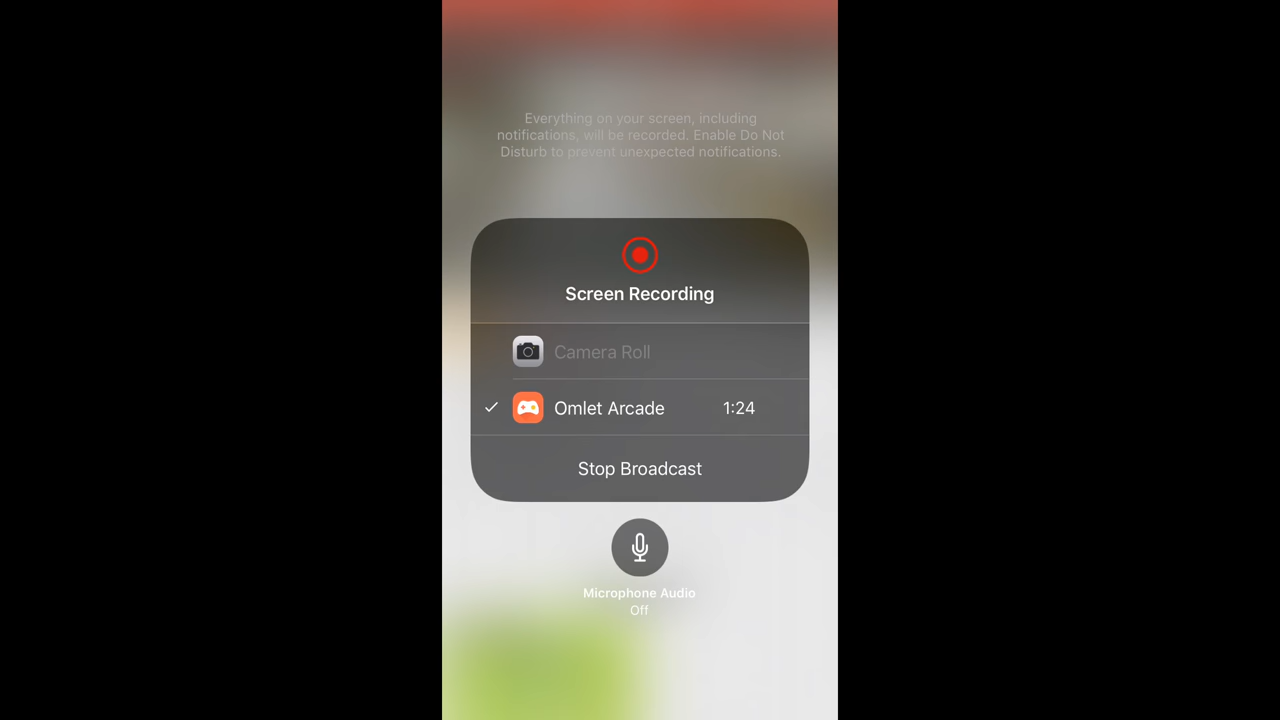 Everything on your screen, including
notifications, will be recorded. Enable Do Not
Disturb to prevent unexpected notifications.
Screen Recording
Camera Roll
Omlet Arcade 1:24
Stop Broadcast
Microphone Audio
Off